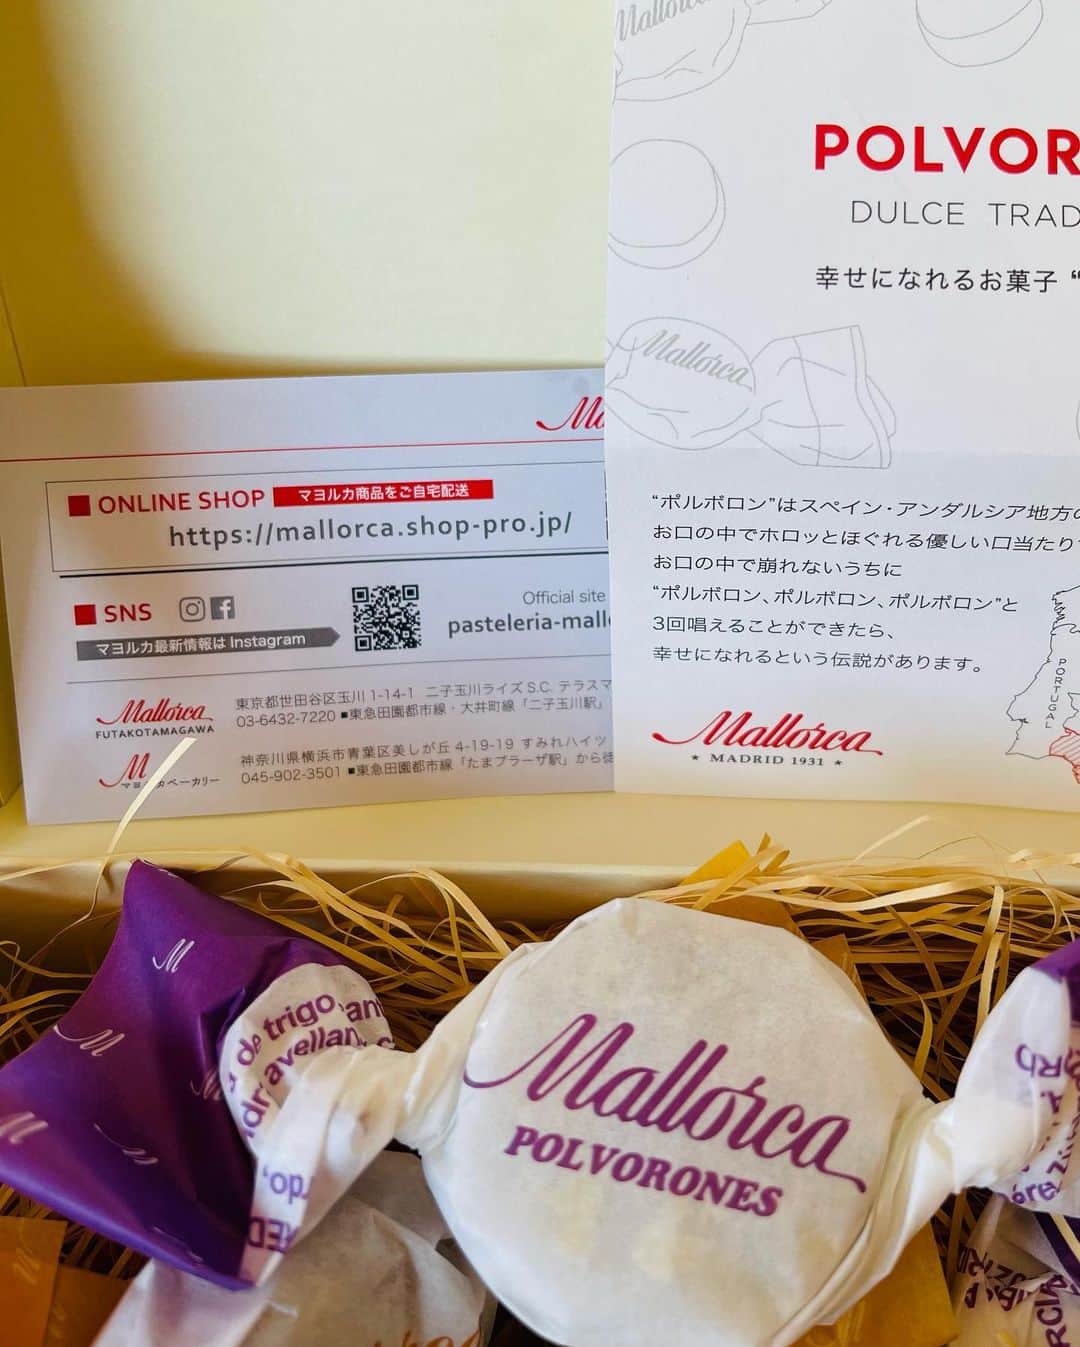 Mallorca
POLVOR
DULCE TRAD
幸せになれるお菓子 “
Mallorca
“ポルボロン”はスペイン・アンダルシア地方の
お口の中でホロッとほぐれる優しい口当たり
お口の中で崩れないうちに
“ポルボロン、ポルボロン、ポルボロン”と
3回唱えることができたら、
幸せになれるという伝説があります。
PORTUGAL
Mallorca
★ MADRID 1931 ★
■ ONLINE SHOP マヨルカ商品をご自宅配送
https://mallorca.shop-pro.jp/
■ SNS
マヨルカ最新情報は Instagram
Official site
pasteleria-mall
Mallorca
FUTAKOTAMAGAWA
東京都世田谷区玉川 1-14-1 二子玉川ライズ S.C. テラスマ
03-6432-7220 ■東急田園都市線・大井町線「二子玉川駅」
M
マヨルカベーカリー
神奈川県横浜市青葉区美しが丘 4-19-19 すみれハイツ
045-902-3501 ■東急田園都市線「たまプラーザ駅」から徒
M
de trigo
avellan
Mallorca
POLVORONES